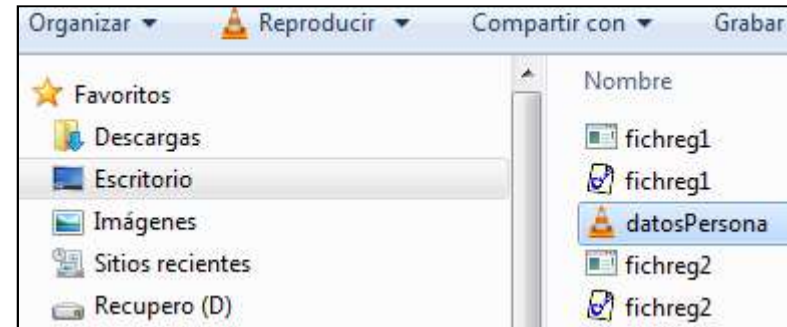 Organizar Reproducir Compartir con Grabar
Favoritos
Descargas
Escritorio
Imágenes
Sitios recientes
Recupero (D)
Nombre
fichreg1
fichreg1
datosPersona
fichreg2
fichreg2